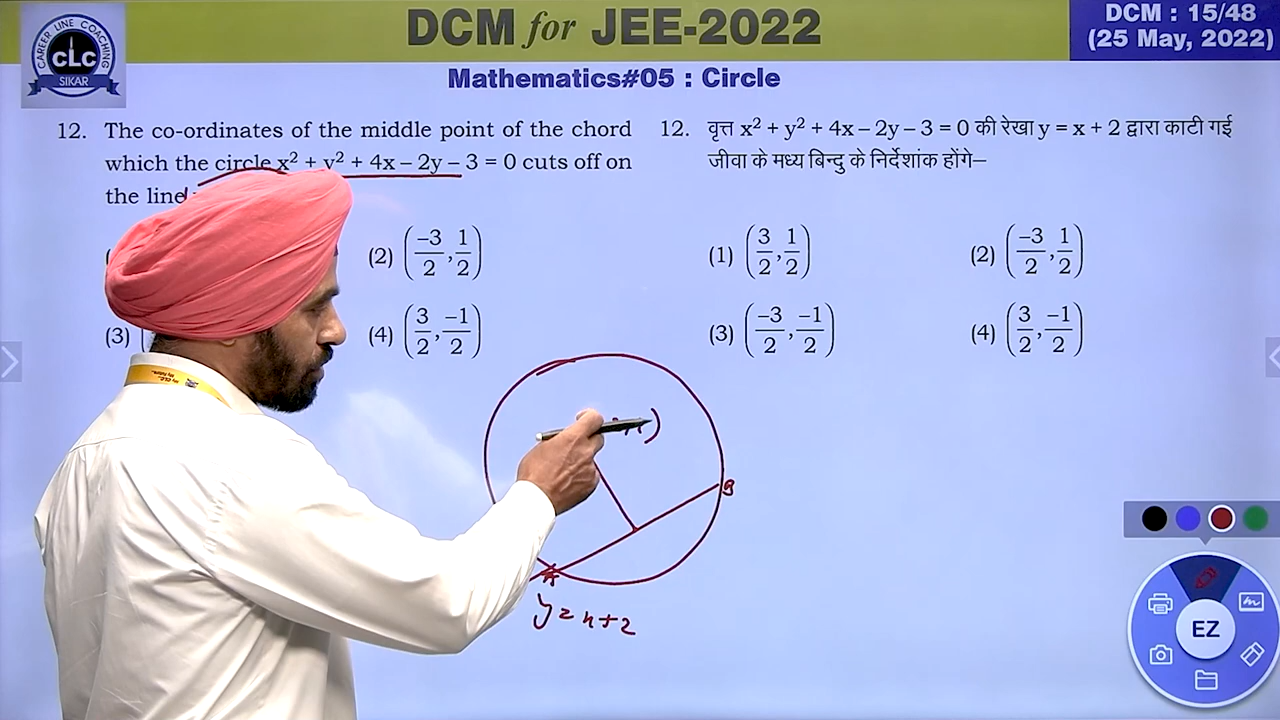 DCM for JEE-2022
DCM : 15/48
(25 May, 2022)
CAREER LINE COACHING
CLC
SIKAR
Mathematics#05 : Circle
12. The co-ordinates of the middle point of the chord
which the circle x² + y² + 4x – 2y – 3 = 0 cuts off on
the line
(2) (-3/2, 1/2)
(3)
(4) (3/2, -1/2)
12. वृत्त x² + y² + 4x – 2y – 3 = 0 की रेखा y = x + 2 द्वारा काटी गई
जीवा के मध्य बिन्दु के निर्देशांक होंगे–
(1) (3/2, 1/2) (2) (-3/2, 1/2)
(3) (-3/2, -1/2) (4) (3/2, -1/2)
B
A
y = x + 2
EZ